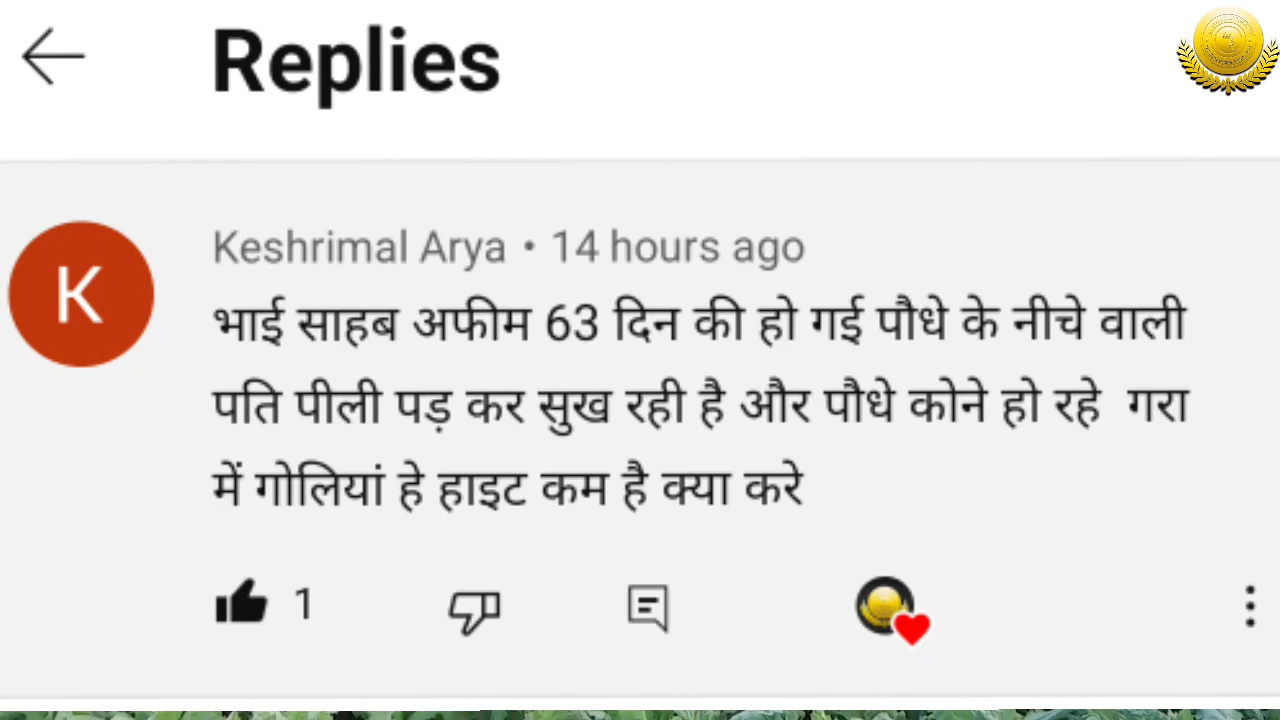 Replies
Keshrimal Arya • 14 hours ago
K
भाई साहब अफीम 63 दिन की हो गई पौधे के नीचे वाली
पति पीली पड़ कर सुख रही है और पौधे कोने हो रहे गरा
में गोलियां हे हाइट कम है क्या करे
1